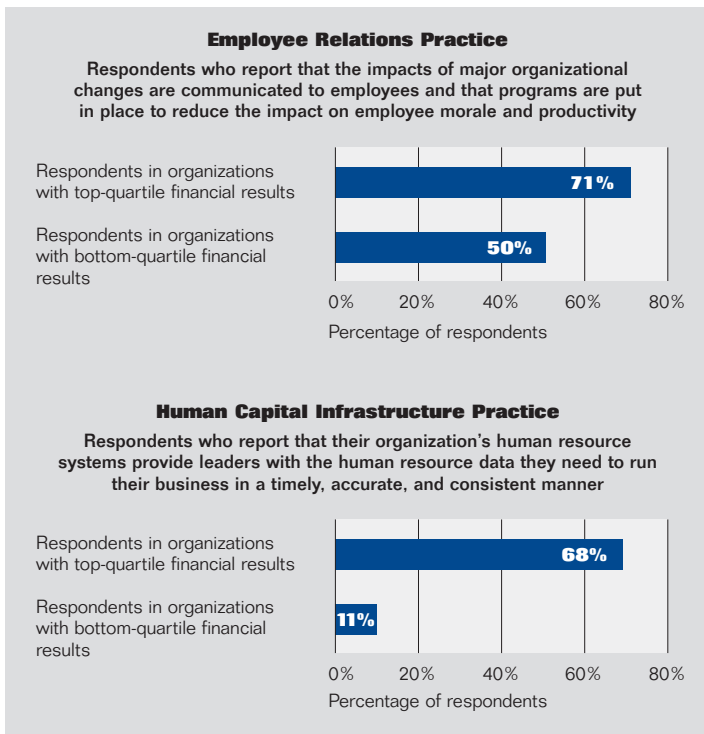 Employee Relations Practice
Respondents who report that the impacts of major organizational
changes are communicated to employees and that programs are put
in place to reduce the impact on employee morale and productivity
Respondents in organizations
with top-quartile financial results
71%
Respondents in organizations
with bottom-quartile financial
results
50%
0% 20% 40% 60% 80%
Percentage of respondents
Human Capital Infrastructure Practice
Respondents who report that their organization's human resource
systems provide leaders with the human resource data they need to run
their business in a timely, accurate, and consistent manner
Respondents in organizations
with top-quartile financial results
68%
Respondents in organizations
with bottom-quartile financial
results
11%
0% 20% 40% 60% 80%
Percentage of respondents